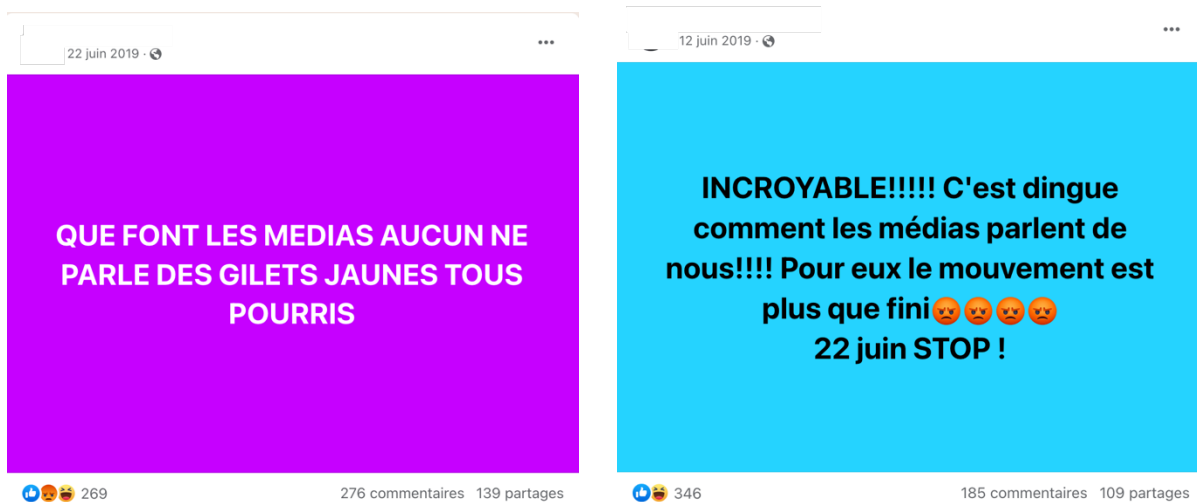 22 juin 2019
QUE FONT LES MEDIAS AUCUN NE
PARLE DES GILETS JAUNES TOUS
POURRIS
269
276 commentaires 139 partages
12 juin 2019
INCROYABLE!!!!! C'est dingue
comment les médias parlent de
nous!!!! Pour eux le mouvement est
plus que fini😡😡😡😡
22 juin STOP !
346
185 commentaires 109 partages